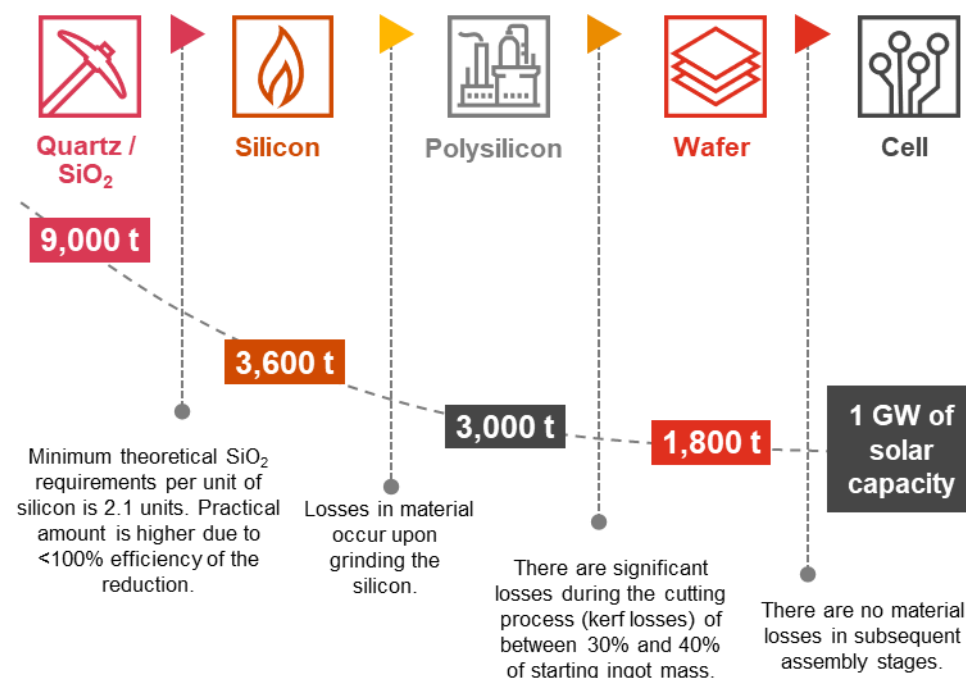 Quartz /
SiO₂
Silicon
Polysilicon
Wafer
Cell
9,000 t
3,600 t
3,000 t
1,800 t
1 GW of
solar
capacity
Minimum theoretical SiO₂
requirements per unit of
silicon is 2.1 units. Practical
amount is higher due to
<100% efficiency of the
reduction.
Losses in material
occur upon
grinding the
silicon.
There are significant
losses during the cutting
process (kerf losses) of
between 30% and 40%
of starting ingot mass.
There are no material
losses in subsequent
assembly stages.